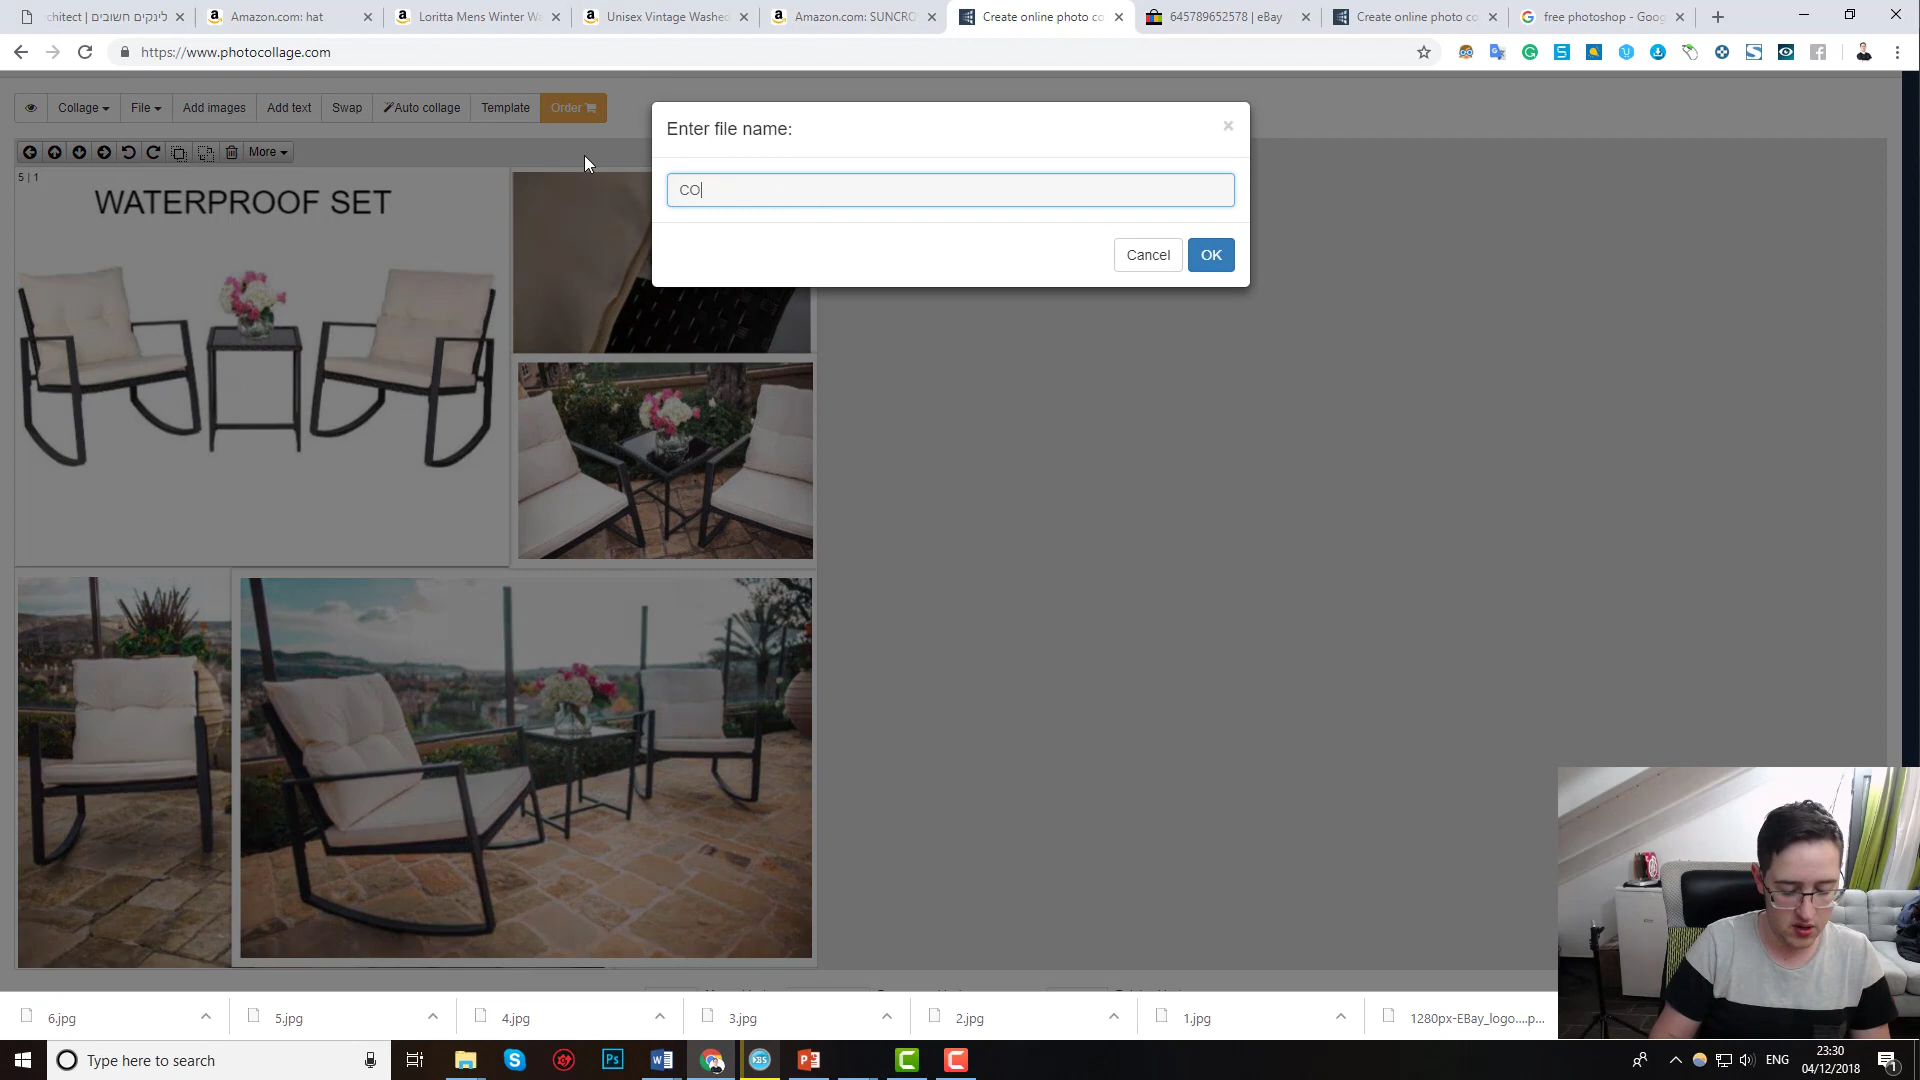 chitect | לינקים חשובים
Amazon.com: hat
Loritta Mens Winter Wa
Unisex Vintage Washed
Amazon.com: SUNCRO
Create online photo co
645789652578 | eBay
Create online photo co
free photoshop - Goog
https://www.photocollage.com
Collage
File
Add images
Add text
Swap
Auto collage
Template
Order
More
5 | 1
WATERPROOF SET
Enter file name:
CO
Cancel
OK
6.jpg
5.jpg
4.jpg
3.jpg
2.jpg
1.jpg
1280px-EBay_logo....p...
Type here to search
ENG
23:30
04/12/2018